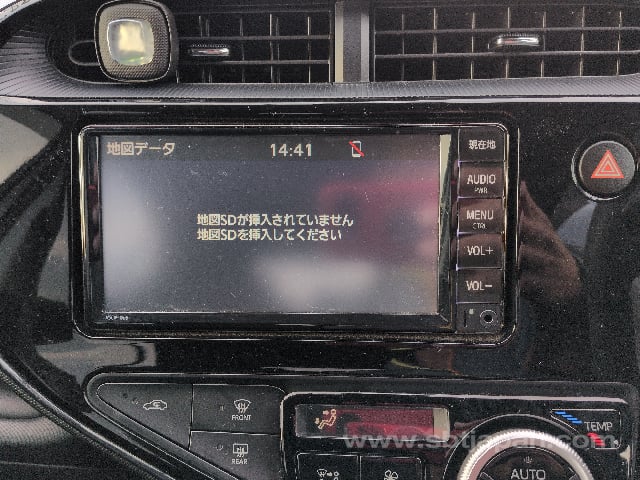 地図データ 14:41
地図SDが挿入されていません
地図SDを挿入してください
現在地
AUDIO
PWR
MENU
CTRL
VOL+
VOL-
FRONT
REAR
TEMP
AUTO
www.sbtjapan.com